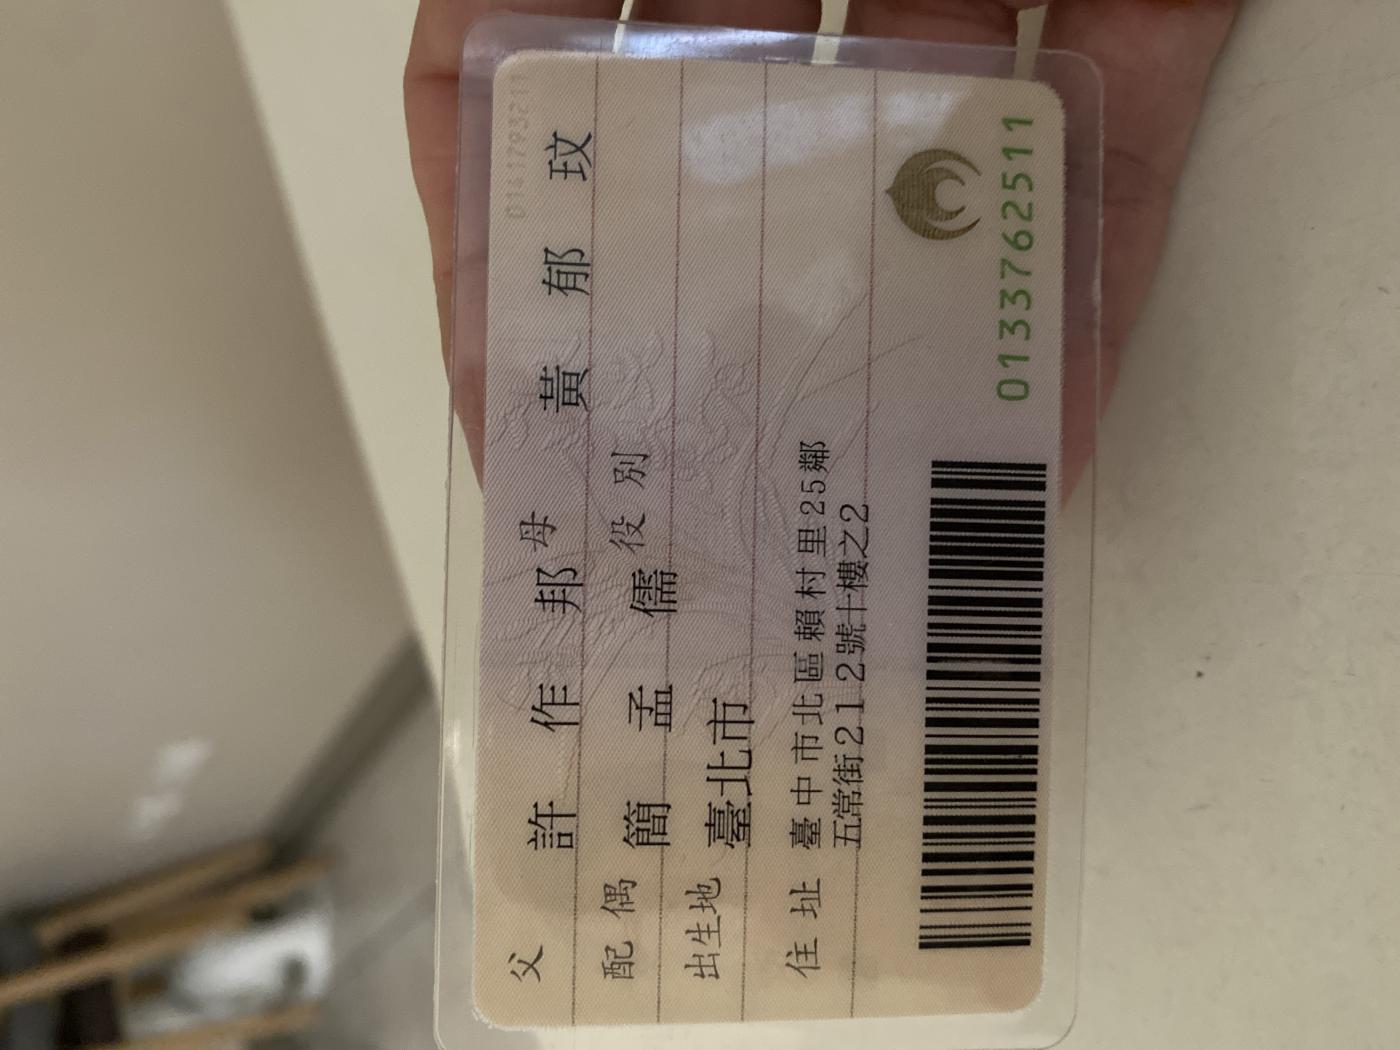 0141793211
父 許作邦 母 黃郁玟
配偶 簡孟儒 役別
出生地 臺北市
住址 臺中市北區賴村里25鄰
五常街212號十樓之2
0133762511